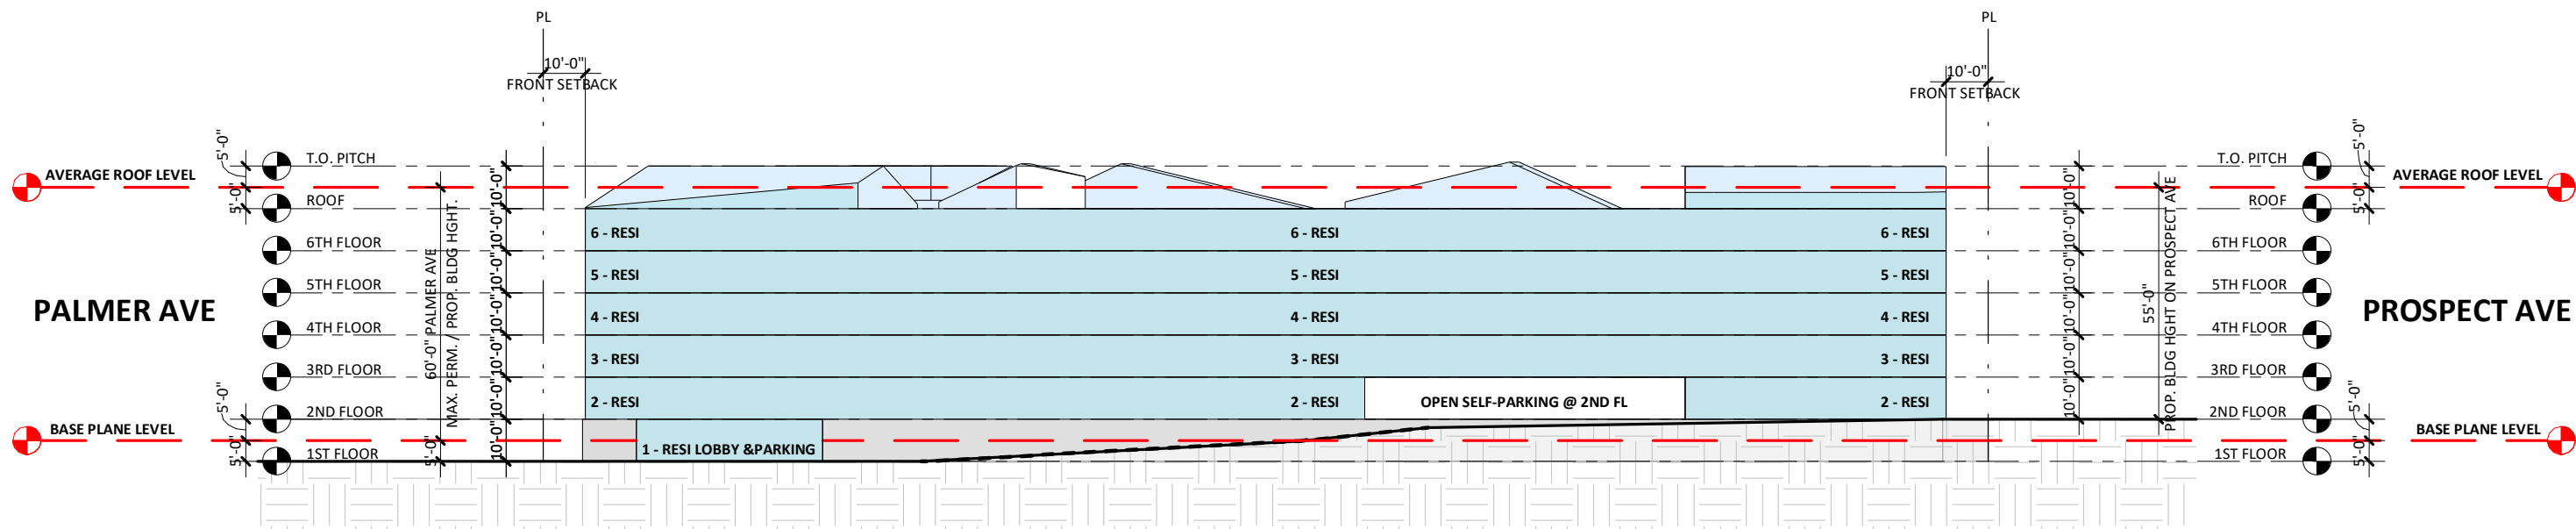 PL
PL
10'-0"
FRONT SETBACK
10'-0"
FRONT SETBACK
5'-0"
T.O. PITCH
AVERAGE ROOF LEVEL
5'-0"
ROOF
10'-0"
6TH FLOOR
10'-0"
5TH FLOOR
10'-0"
PALMER AVE
4TH FLOOR
10'-0"
3RD FLOOR
10'-0"
5'-0"
2ND FLOOR
10'-0"
BASE PLANE LEVEL
5'-0"
1ST FLOOR
10'-0"
60'-0" PALMER AVE
MAX. PERM. / PROP. BLDG HGHT.
5'-0"
6 - RESI
6 - RESI
6 - RESI
5 - RESI
5 - RESI
5 - RESI
4 - RESI
4 - RESI
4 - RESI
3 - RESI
3 - RESI
3 - RESI
2 - RESI
2 - RESI
OPEN SELF-PARKING @ 2ND FL
2 - RESI
1 - RESI LOBBY &PARKING
10'-0"
10'-0"
10'-0"
10'-0"
10'-0"
10'-0"
55'-0"
PROP. BLDG HGHT ON PROSPECT AVE
T.O. PITCH
5'-0"
AVERAGE ROOF LEVEL
ROOF
5'-0"
6TH FLOOR
5TH FLOOR
PROSPECT AVE
4TH FLOOR
3RD FLOOR
2ND FLOOR
5'-0"
BASE PLANE LEVEL
1ST FLOOR
5'-0"